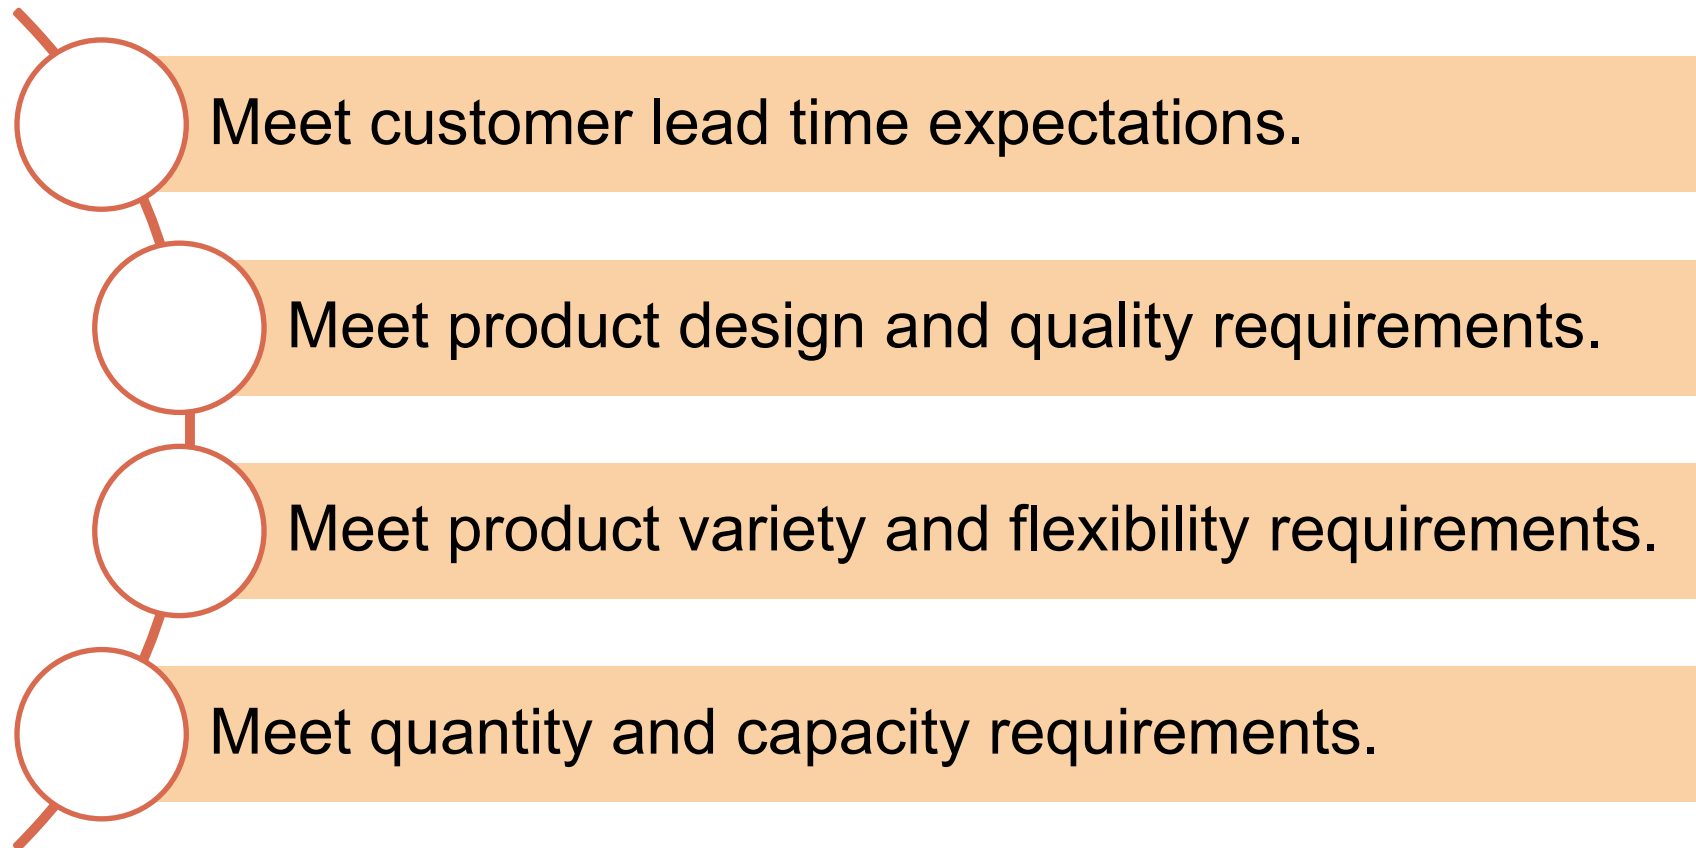 Meet customer lead time expectations.
Meet product design and quality requirements.
Meet product variety and flexibility requirements.
Meet quantity and capacity requirements.